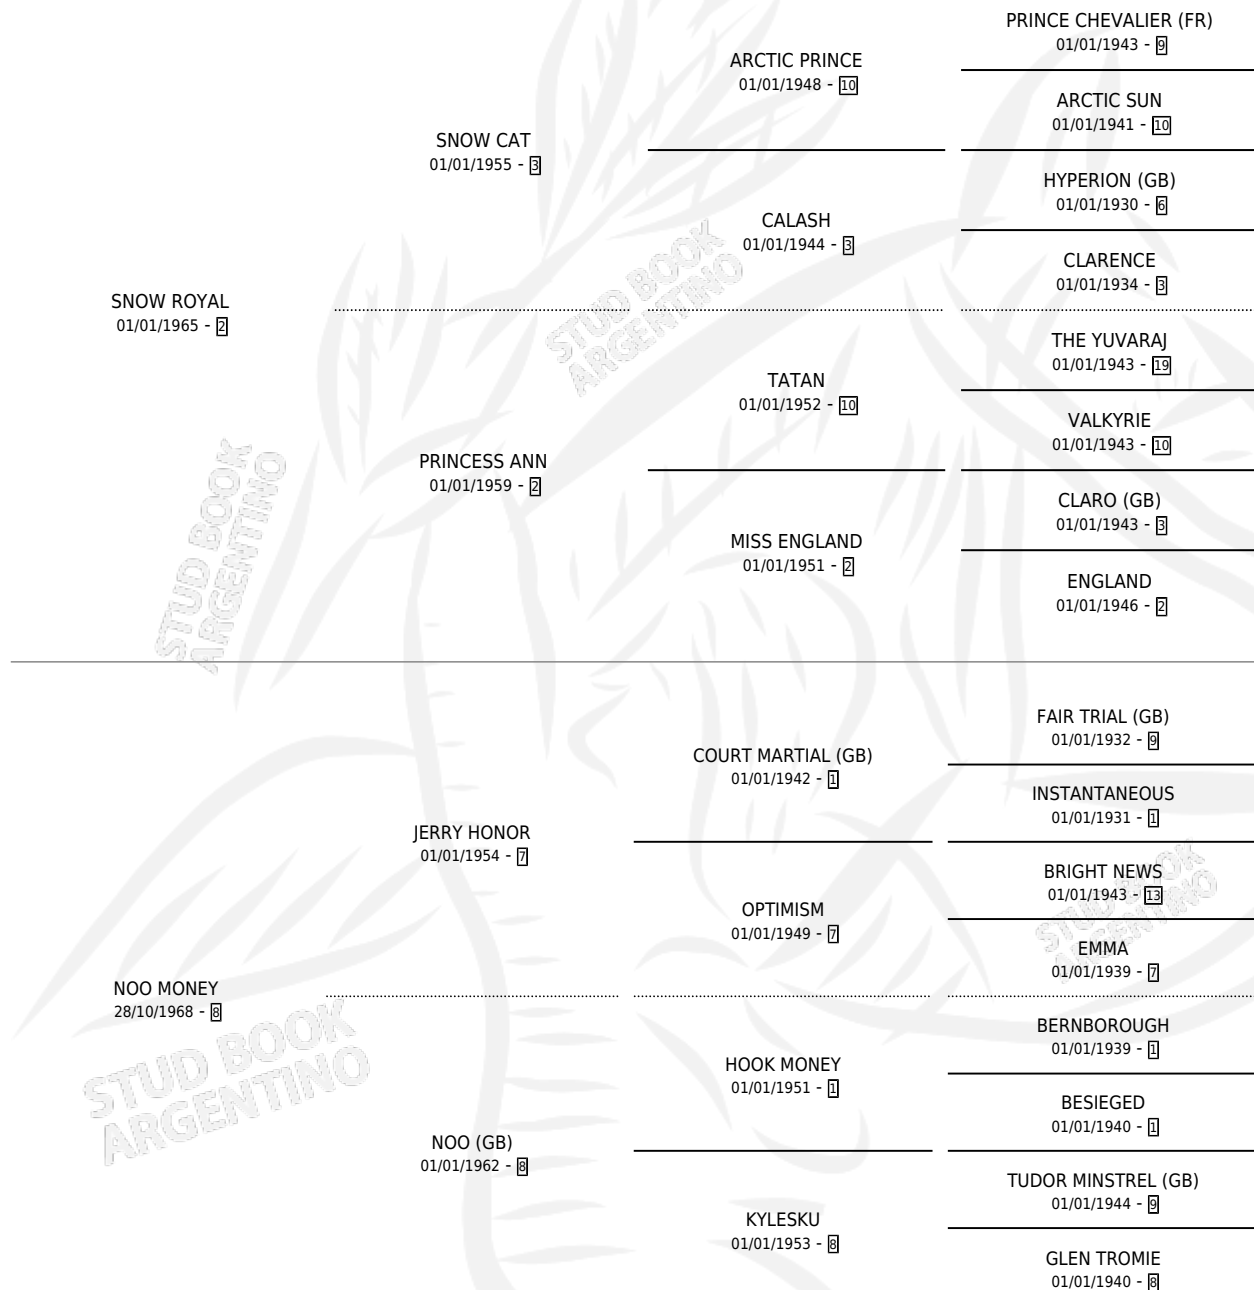 PRINCE CHEVALIER (FR)
01/01/1943 - 9
ARCTIC PRINCE
01/01/1948 - 10
ARCTIC SUN
01/01/1941 - 10
SNOW CAT
01/01/1955 - 3
HYPERION (GB)
01/01/1930 - 6
CALASH
01/01/1944 - 3
CLARENCE
01/01/1934 - 3
SNOW ROYAL
01/01/1965 - 2
THE YUVARAJ
01/01/1943 - 19
TATAN
01/01/1952 - 10
VALKYRIE
01/01/1943 - 10
PRINCESS ANN
01/01/1959 - 2
CLARO (GB)
01/01/1943 - 3
MISS ENGLAND
01/01/1951 - 2
ENGLAND
01/01/1946 - 2
FAIR TRIAL (GB)
01/01/1932 - 9
COURT MARTIAL (GB)
01/01/1942 - 1
INSTANTANEOUS
01/01/1931 - 1
JERRY HONOR
01/01/1954 - 7
BRIGHT NEWS
01/01/1943 - 13
OPTIMISM
01/01/1949 - 7
EMMA
01/01/1939 - 7
NOO MONEY
28/10/1968 - 8
BERNBOROUGH
01/01/1939 - 1
HOOK MONEY
01/01/1951 - 1
BESIEGED
01/01/1940 - 1
NOO (GB)
01/01/1962 - 8
TUDOR MINSTREL (GB)
01/01/1944 - 9
KYLESKU
01/01/1953 - 8
GLEN TROMIE
01/01/1940 - 8
STUD BOOK
ARGENTINO
STUD BOOK
ARGENTINO
STUD BOOK
ARGENTINO
STUD BOOK
ARGENTINO